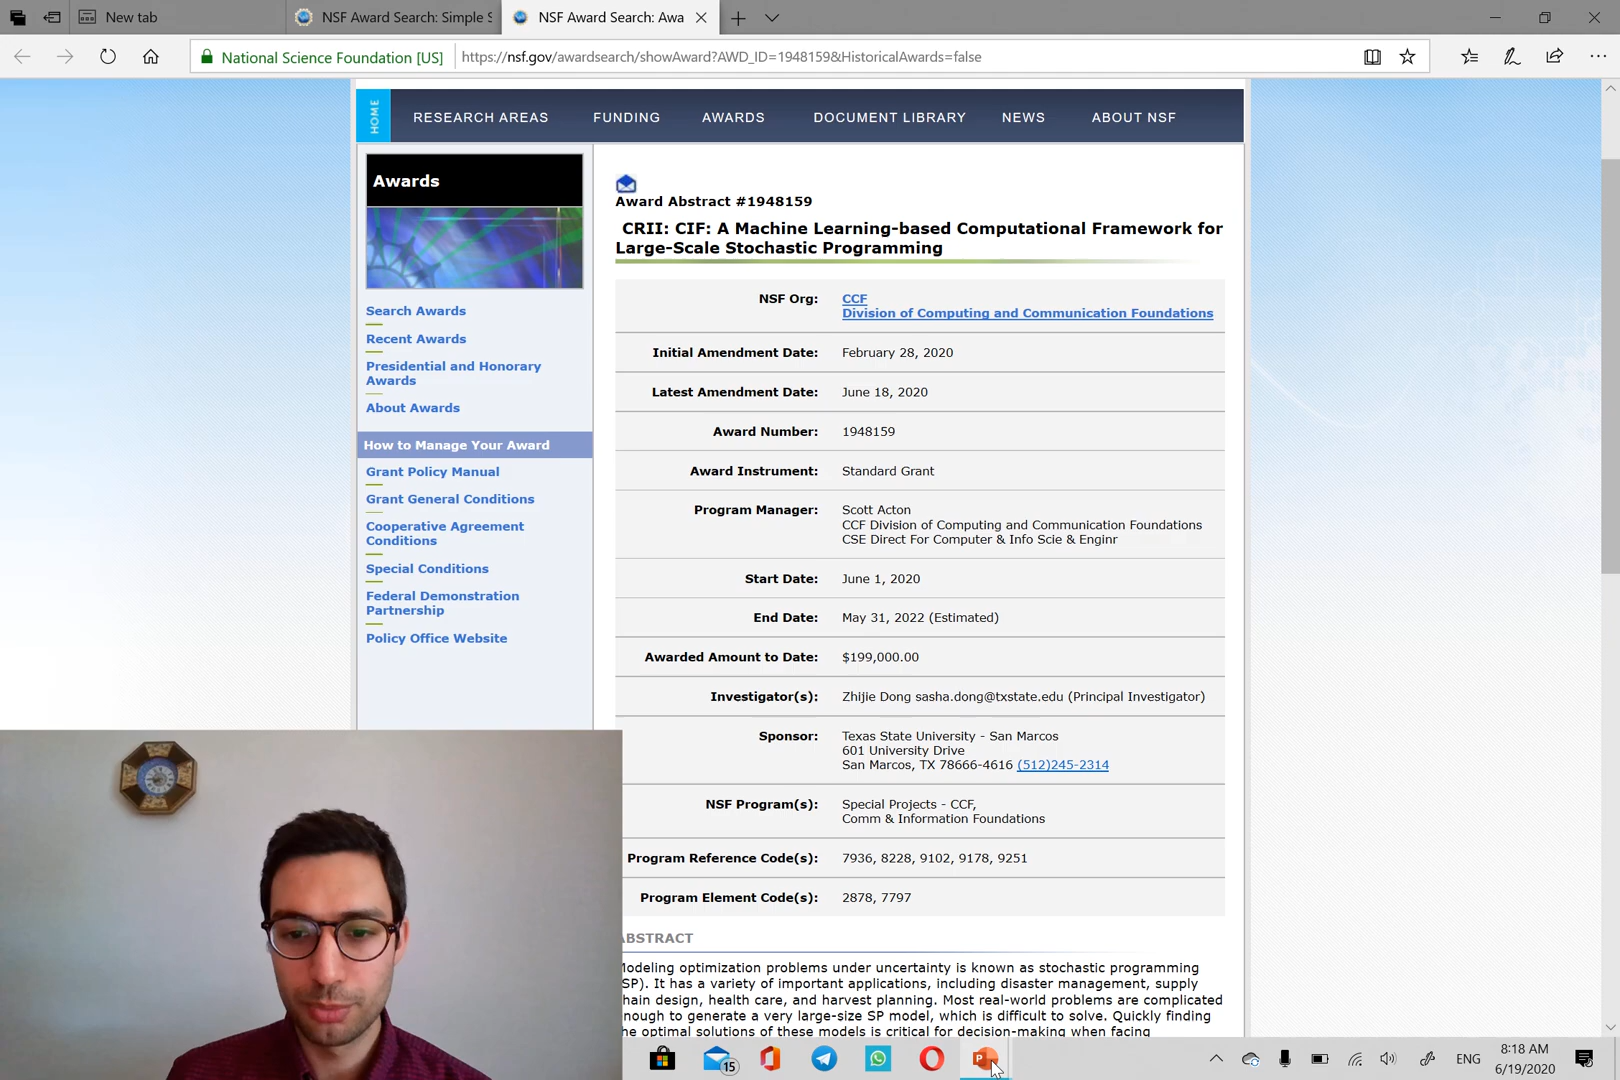 New tab
NSF Award Search: Simple S
NSF Award Search: Awa
National Science Foundation [US]
https://nsf.gov/awardsearch/showAward?AWD_ID=1948159&HistoricalAwards=false
HOME
RESEARCH AREAS
FUNDING
AWARDS
DOCUMENT LIBRARY
NEWS
ABOUT NSF
Awards
Search Awards
Recent Awards
Presidential and Honorary
Awards
About Awards
How to Manage Your Award
Grant Policy Manual
Grant General Conditions
Cooperative Agreement
Conditions
Special Conditions
Federal Demonstration
Partnership
Policy Office Website
Award Abstract #1948159
CRII: CIF: A Machine Learning-based Computational Framework for
Large-Scale Stochastic Programming
NSF Org: CCF
Division of Computing and Communication Foundations
Initial Amendment Date: February 28, 2020
Latest Amendment Date: June 18, 2020
Award Number: 1948159
Award Instrument: Standard Grant
Program Manager: Scott Acton
CCF Division of Computing and Communication Foundations
CSE Direct For Computer & Info Scie & Enginr
Start Date: June 1, 2020
End Date: May 31, 2022 (Estimated)
Awarded Amount to Date: $199,000.00
Investigator(s): Zhijie Dong sasha.dong@txstate.edu (Principal Investigator)
Sponsor: Texas State University - San Marcos
601 University Drive
San Marcos, TX 78666-4616 (512)245-2314
NSF Program(s): Special Projects - CCF,
Comm & Information Foundations
Program Reference Code(s): 7936, 8228, 9102, 9178, 9251
Program Element Code(s): 2878, 7797
ABSTRACT
Modeling optimization problems under uncertainty is known as stochastic programming
SP). It has a variety of important applications, including disaster management, supply
hain design, health care, and harvest planning. Most real-world problems are complicated
nough to generate a very large-size SP model, which is difficult to solve. Quickly finding
he optimal solutions of these models is critical for decision-making when facing
15
ENG
8:18 AM
6/19/2020